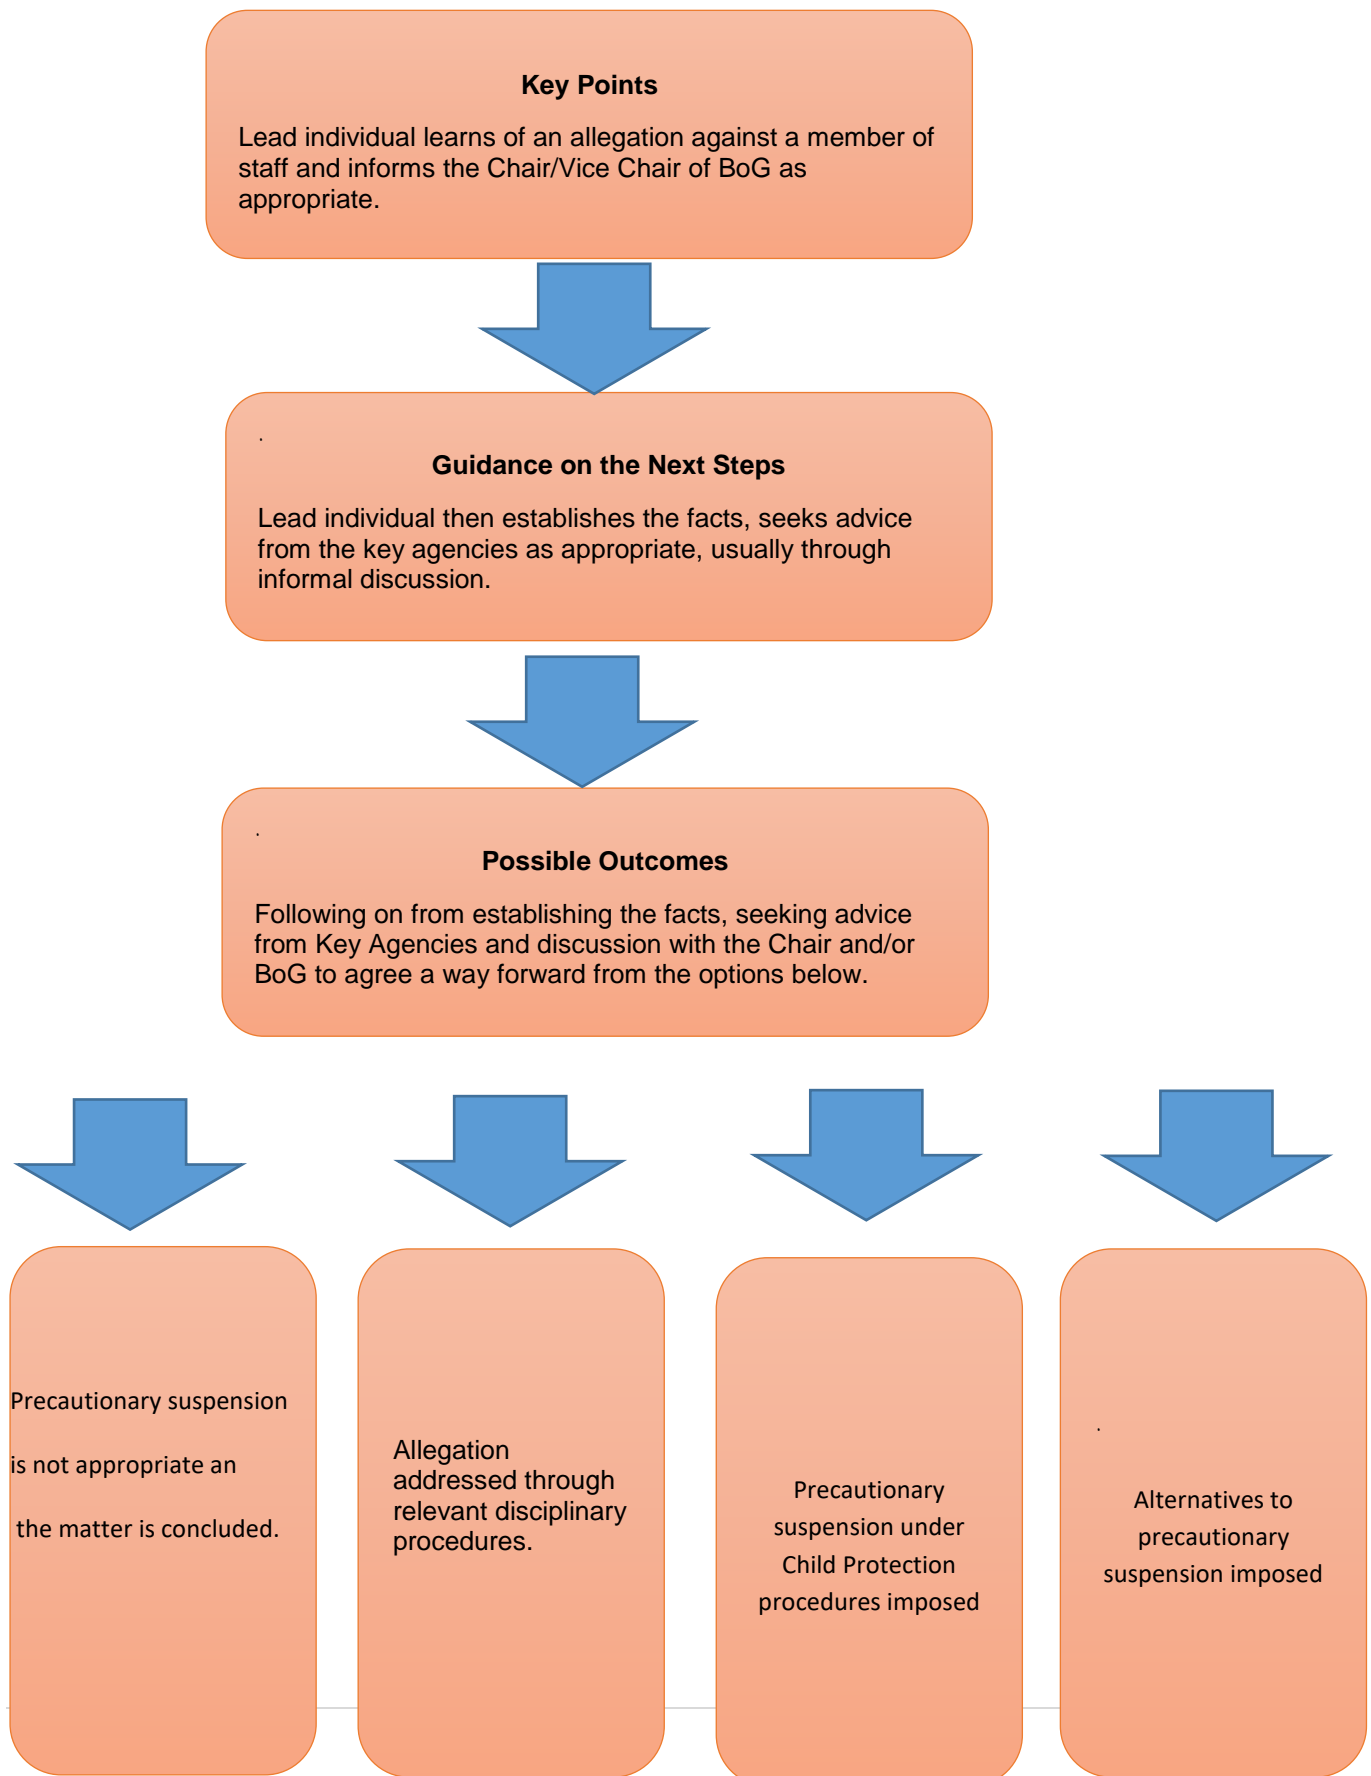 Key Points
Lead individual learns of an allegation against a member of
staff and informs the Chair/Vice Chair of BoG as
appropriate.
.
Guidance on the Next Steps
Lead individual then establishes the facts, seeks advice
from the key agencies as appropriate, usually through
informal discussion.
.
Possible Outcomes
Following on from establishing the facts, seeking advice
from Key Agencies and discussion with the Chair and/or
BoG to agree a way forward from the options below.
Precautionary suspension
is not appropriate an
the matter is concluded.
Allegation
addressed through
relevant disciplinary
procedures.
Precautionary
suspension under
Child Protection
procedures imposed
.
Alternatives to
precautionary
suspension imposed